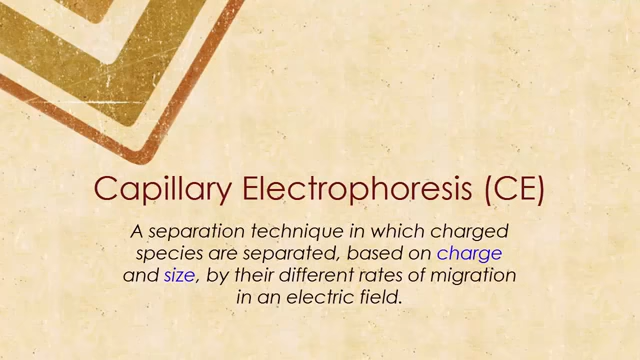 Capillary Electrophoresis (CE)
A separation technique in which charged
species are separated, based on charge
and size, by their different rates of migration
in an electric field.